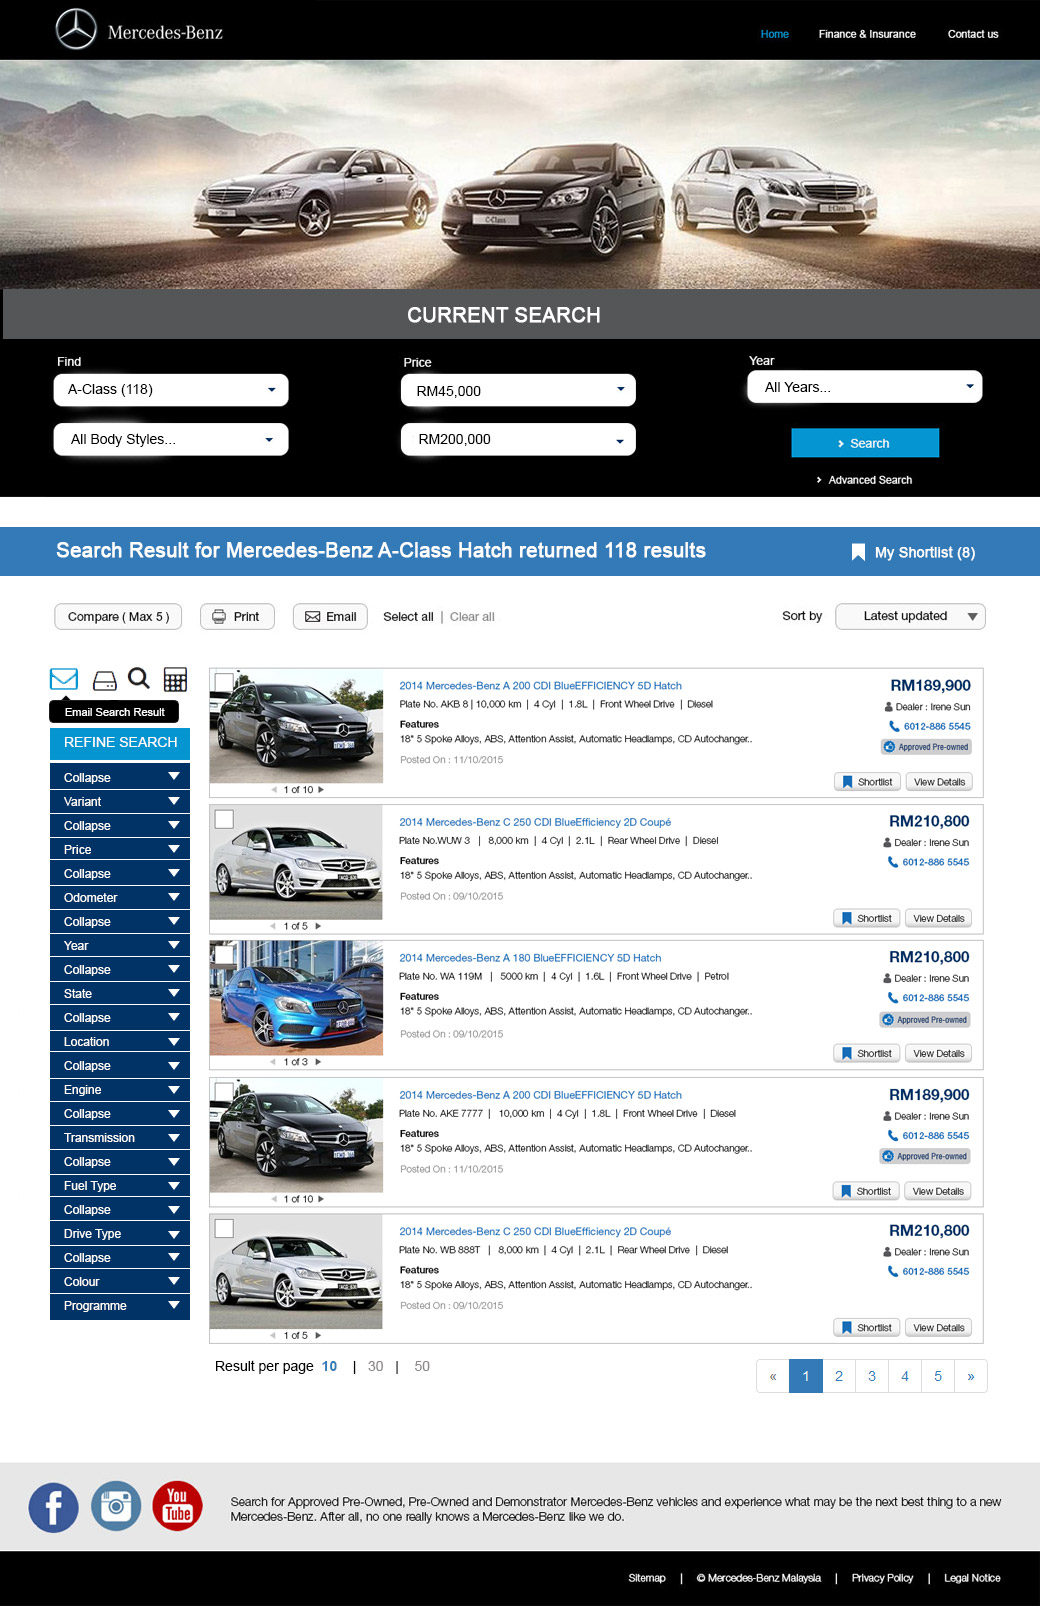 Mercedes-Benz
Home Finance & Insurance Contact us
C-Class
E-Class
CURRENT SEARCH
Find Price Year
A-Class (118) RM45,000 All Years...
All Body Styles... RM200,000
Search
Advanced Search
Search Result for Mercedes-Benz A-Class Hatch returned 118 results My Shortlist (8)
Compare ( Max 5 ) Print Email Select all | Clear all Sort by Latest updated
Email Search Result
REFINE SEARCH
Collapse
Variant
Collapse
Price
Collapse
Odometer
Collapse
Year
Collapse
State
Collapse
Location
Collapse
Engine
Collapse
Transmission
Collapse
Fuel Type
Collapse
Drive Type
Collapse
Colour
Programme
2014 Mercedes-Benz A 200 CDI BlueEFFICIENCY 5D Hatch RM189,900
Plate No. AKB 8 | 10,000 km | 4 Cyl | 1.8L | Front Wheel Drive | Diesel Dealer : Irene Sun
Features 6012-886 5545
18" 5 Spoke Alloys, ABS, Attention Assist, Automatic Headlamps, CD Autochanger.. Approved Pre-owned
Posted On : 11/10/2015
1 of 10 Shortlist View Details
2014 Mercedes-Benz C 250 CDI BlueEfficiency 2D Coupé RM210,800
Plate No.WUW 3 | 8,000 km | 4 Cyl | 2.1L | Rear Wheel Drive | Diesel Dealer : Irene Sun
Features 6012-886 5545
18" 5 Spoke Alloys, ABS, Attention Assist, Automatic Headlamps, CD Autochanger..
Posted On : 09/10/2015
1 of 5 Shortlist View Details
2014 Mercedes-Benz A 180 BlueEFFICIENCY 5D Hatch RM210,800
Plate No. WA 119M | 5000 km | 4 Cyl | 1.6L | Front Wheel Drive | Petrol Dealer : Irene Sun
Features 6012-886 5545
18" 5 Spoke Alloys, ABS, Attention Assist, Automatic Headlamps, CD Autochanger.. Approved Pre-owned
Posted On : 09/10/2015
1 of 3 Shortlist View Details
2014 Mercedes-Benz A 200 CDI BlueEFFICIENCY 5D Hatch RM189,900
Plate No. AKE 7777 | 10,000 km | 4 Cyl | 1.8L | Front Wheel Drive | Diesel Dealer : Irene Sun
Features 6012-886 5545
18" 5 Spoke Alloys, ABS, Attention Assist, Automatic Headlamps, CD Autochanger.. Approved Pre-owned
Posted On : 11/10/2015
1 of 10 Shortlist View Details
2014 Mercedes-Benz C 250 CDI BlueEfficiency 2D Coupé RM210,800
Plate No. WB 888T | 8,000 km | 4 Cyl | 2.1L | Rear Wheel Drive | Diesel Dealer : Irene Sun
Features 6012-886 5545
18" 5 Spoke Alloys, ABS, Attention Assist, Automatic Headlamps, CD Autochanger..
Posted On : 09/10/2015
1 of 5 Shortlist View Details
Result per page 10 | 30 | 50
« 1 2 3 4 5 »
f
You
Tube
Search for Approved Pre-Owned, Pre-Owned and Demonstrator Mercedes-Benz vehicles and experience what may be the next best thing to a new
Mercedes-Benz. After all, no one really knows a Mercedes-Benz like we do.
Sitemap | © Mercedes-Benz Malaysia | Privacy Policy | Legal Notice